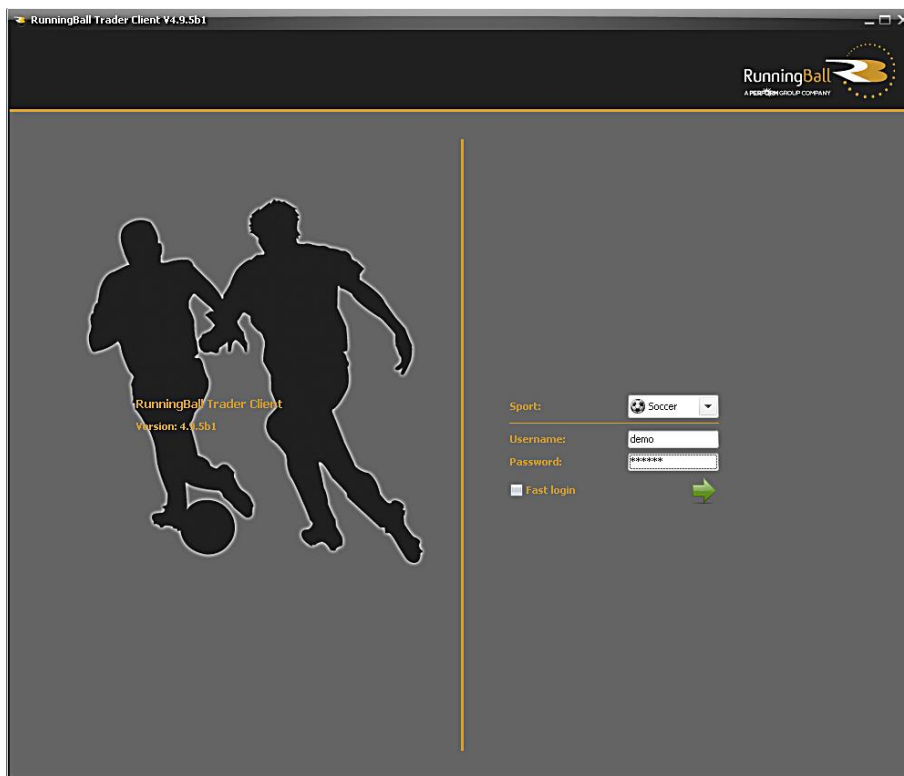 RunningBall Trader Client V4.9.5b1
RunningBall
A PERFORM GROUP COMPANY
RunningBall Trader Client
Version: 4.9.5b1
Sport: Soccer
Username: demo
Password: ******
Fast login